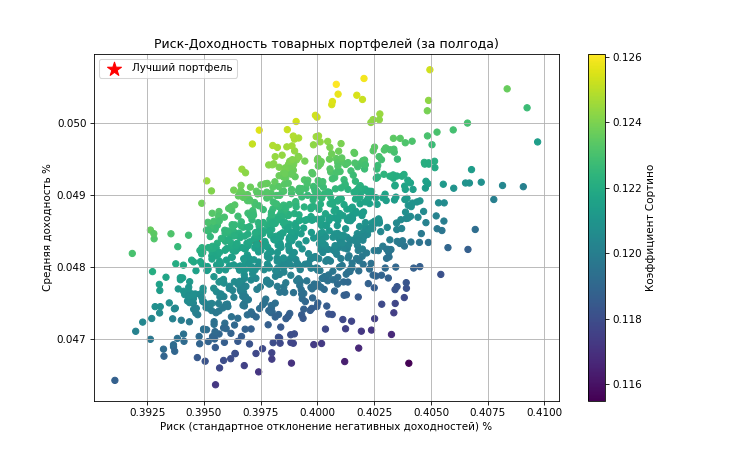 Риск-Доходность товарных портфелей (за полгода)
Лучший портфель
Средняя доходность %
0.050
0.049
0.048
0.047
0.3925 0.3950 0.3975 0.4000 0.4025 0.4050 0.4075 0.4100
Риск (стандартное отклонение негативных доходностей) %
0.126
0.124
0.122
0.120
0.118
0.116
Коэффициент Сортино